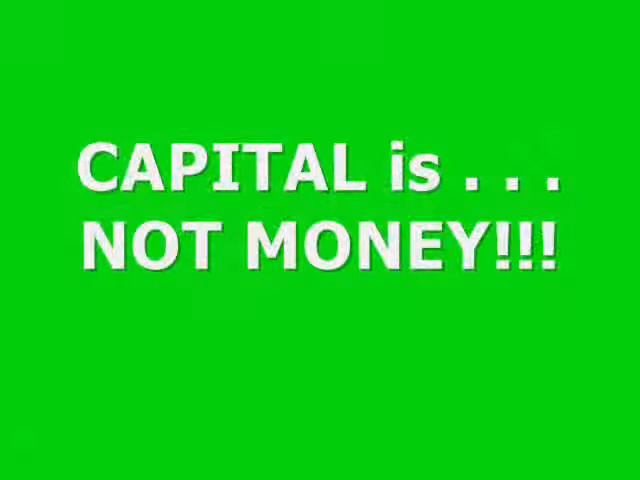 CAPITAL is . . .
NOT MONEY!!!